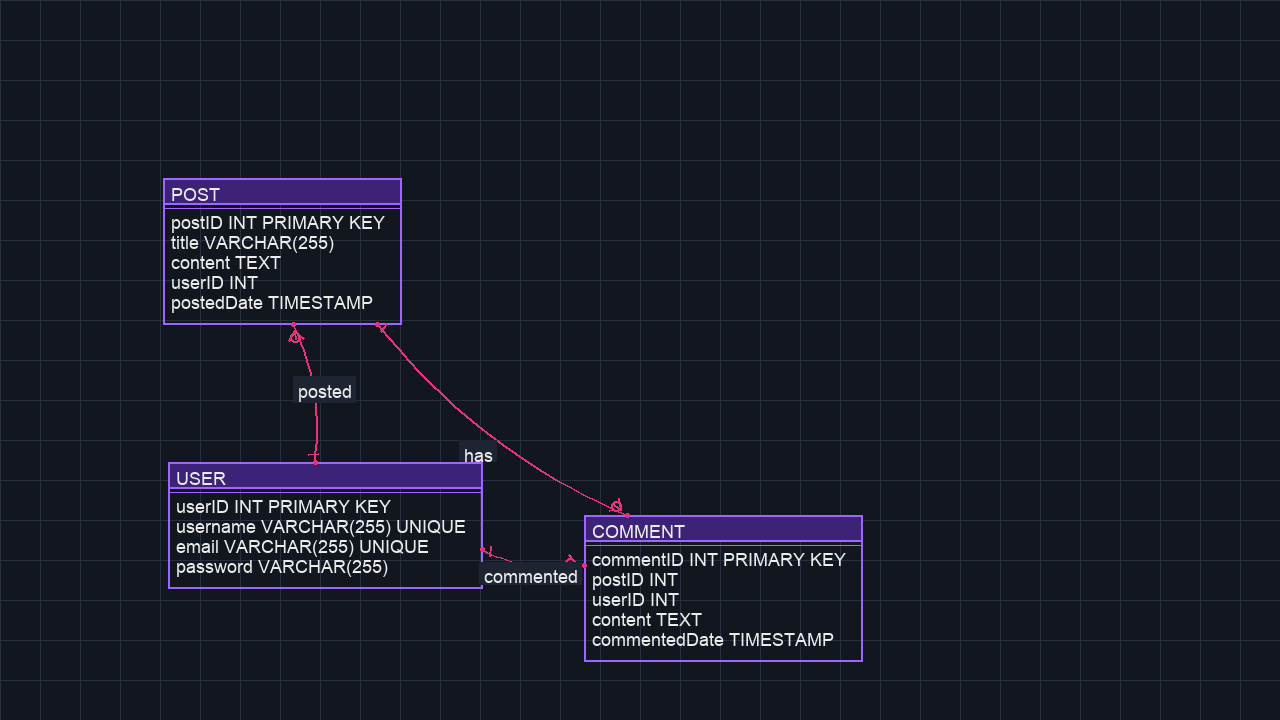 POST
postID INT PRIMARY KEY
title VARCHAR(255)
content TEXT
userID INT
postedDate TIMESTAMP
posted
has
USER
userID INT PRIMARY KEY
username VARCHAR(255) UNIQUE
email VARCHAR(255) UNIQUE
password VARCHAR(255)
commented
COMMENT
commentID INT PRIMARY KEY
postID INT
userID INT
content TEXT
commentedDate TIMESTAMP